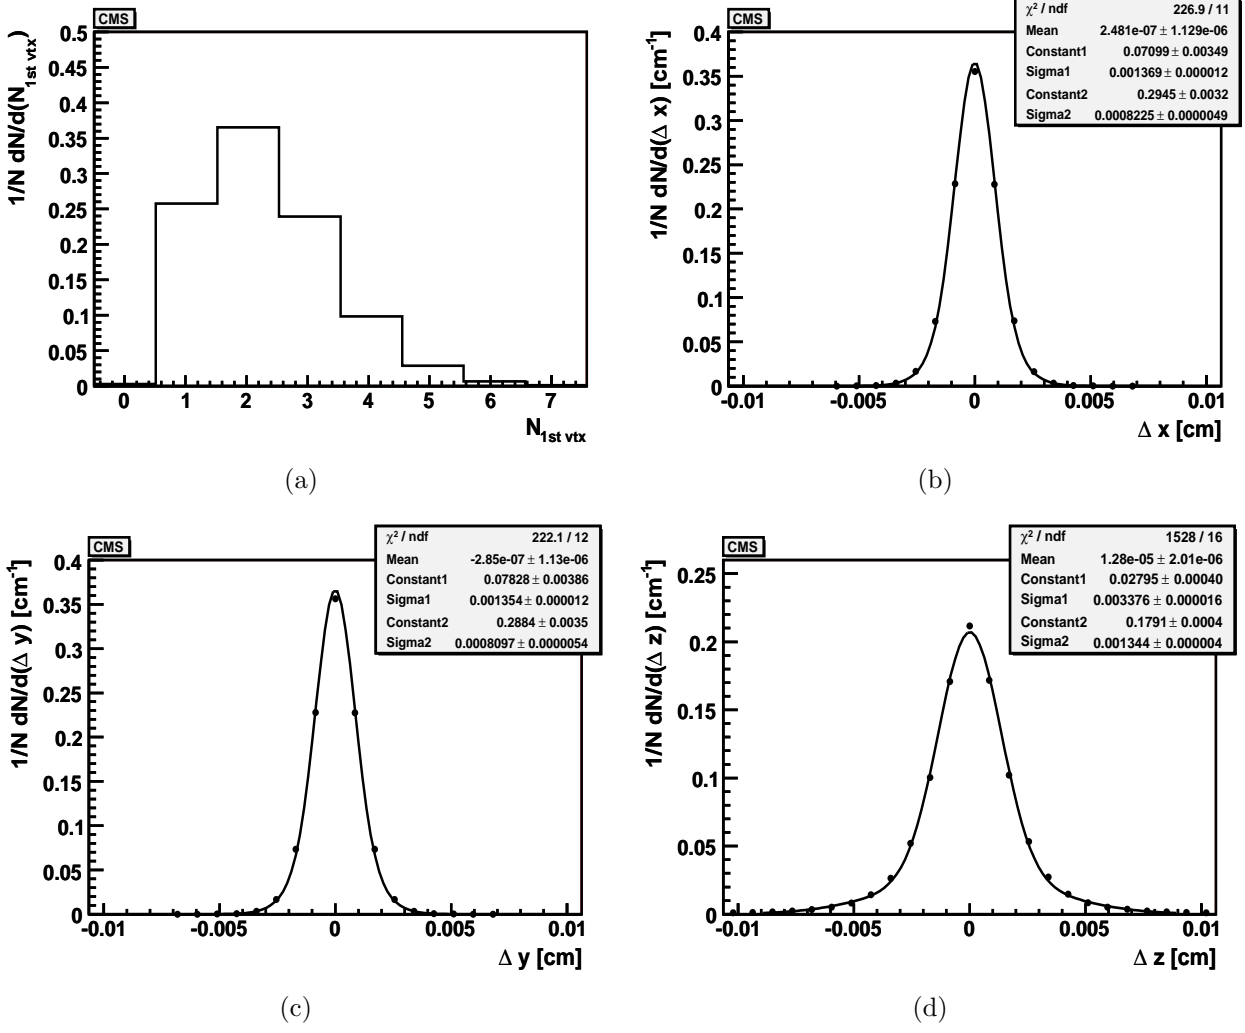 CMS
1/N dN/d(N1st vtx)
0.5
0.45
0.4
0.35
0.3
0.25
0.2
0.15
0.1
0.05
0
0 1 2 3 4 5 6 7
N1st vtx
(a)
CMS
1/N dN/d(Δ x) [cm-1]
χ2 / ndf 226.9 / 11
Mean 2.481e-07 ± 1.129e-06
Constant1 0.07099 ± 0.00349
Sigma1 0.001369 ± 0.000012
Constant2 0.2945 ± 0.0032
Sigma2 0.0008225 ± 0.0000049
0.4
0.35
0.3
0.25
0.2
0.15
0.1
0.05
0
-0.01 -0.005 0 0.005 0.01
Δ x [cm]
(b)
CMS
1/N dN/d(Δ y) [cm-1]
χ2 / ndf 222.1 / 12
Mean -2.85e-07 ± 1.13e-06
Constant1 0.07828 ± 0.00386
Sigma1 0.001354 ± 0.000012
Constant2 0.2884 ± 0.0035
Sigma2 0.0008097 ± 0.0000054
0.4
0.35
0.3
0.25
0.2
0.15
0.1
0.05
0
-0.01 -0.005 0 0.005 0.01
Δ y [cm]
(c)
CMS
1/N dN/d(Δ z) [cm-1]
χ2 / ndf 1528 / 16
Mean 1.28e-05 ± 2.01e-06
Constant1 0.02795 ± 0.00040
Sigma1 0.003376 ± 0.000016
Constant2 0.1791 ± 0.0004
Sigma2 0.001344 ± 0.000004
0.25
0.2
0.15
0.1
0.05
0
-0.01 -0.005 0 0.005 0.01
Δ z [cm]
(d)